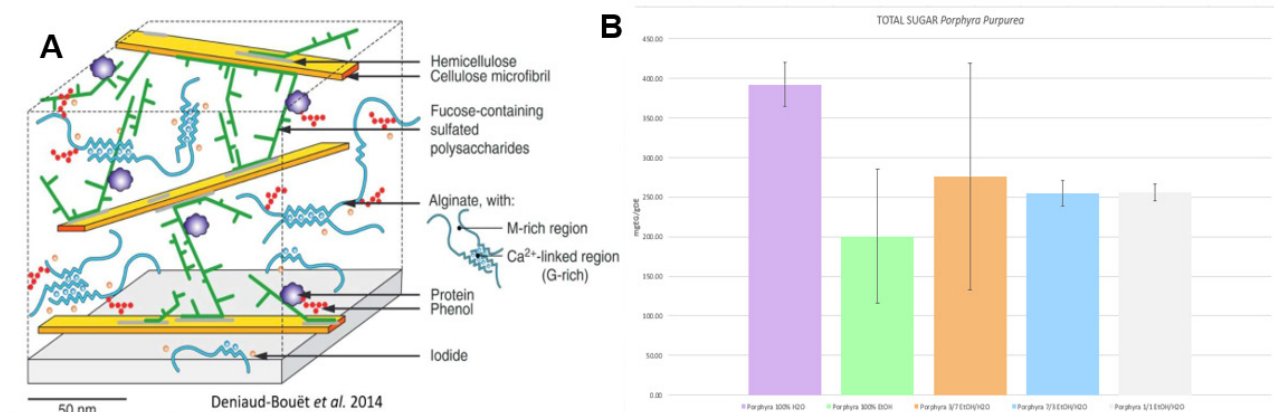 A
Hemicellulose
Cellulose microfibril
Fucose-containing
sulfated
polysaccharides
Alginate, with:
M-rich region
Ca²⁺-linked region
(G-rich)
Protein
Phenol
Iodide
50 nm
Deniaud-Bouët et al. 2014
B
TOTAL SUGAR Porphyra Purpurea
mgEG/gDE
450.00
400.00
350.00
300.00
250.00
200.00
150.00
100.00
50.00
0.00
Porphyra 100% H2O
Porphyra 100% EtOH
Porphyra 3/7 EtOH/H2O
Porphyra 7/3 EtOH/H2O
Porphyra 1/1 EtOH/H2O